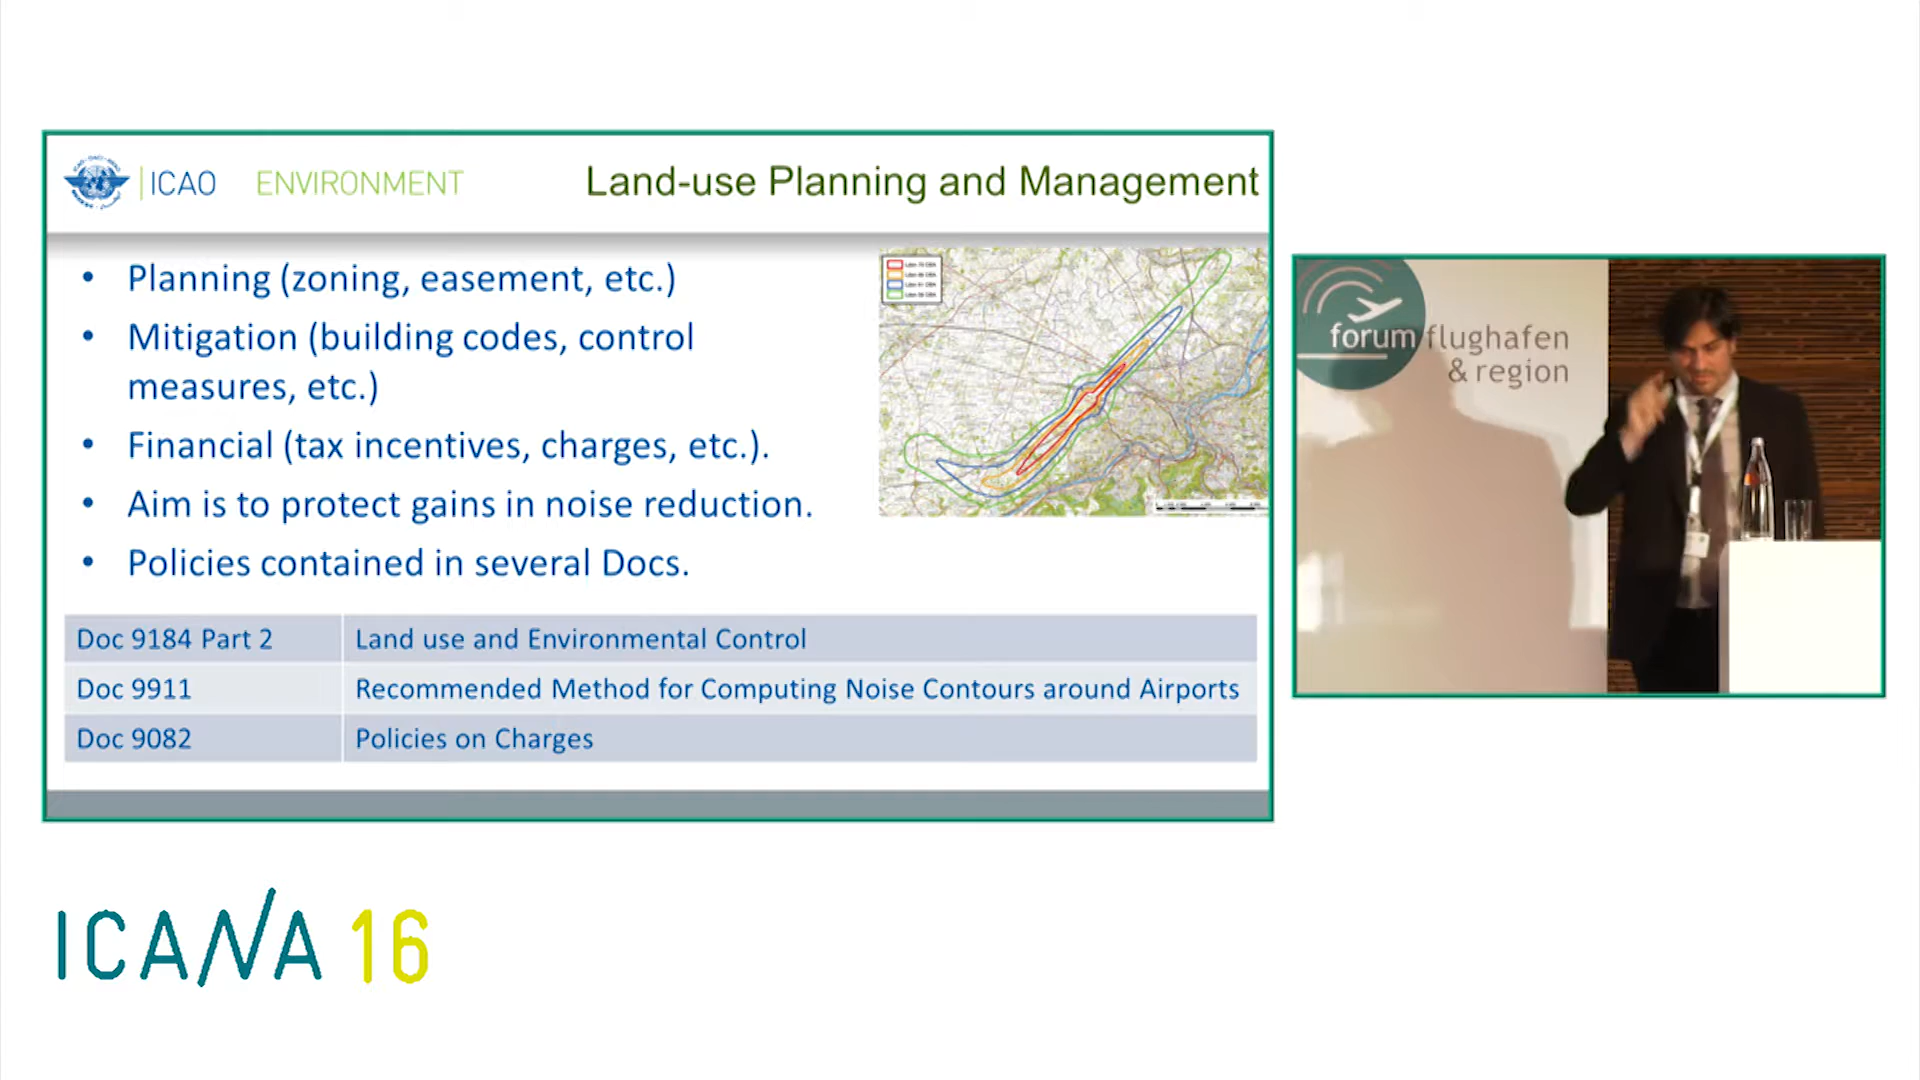 ICAO ENVIRONMENT
Land-use Planning and Management
• Planning (zoning, easement, etc.)
• Mitigation (building codes, control
measures, etc.)
• Financial (tax incentives, charges, etc.).
• Aim is to protect gains in noise reduction.
• Policies contained in several Docs.
Doc 9184 Part 2 Land use and Environmental Control
Doc 9911 Recommended Method for Computing Noise Contours around Airports
Doc 9082 Policies on Charges
forum flughafen
& region
ICANA 16